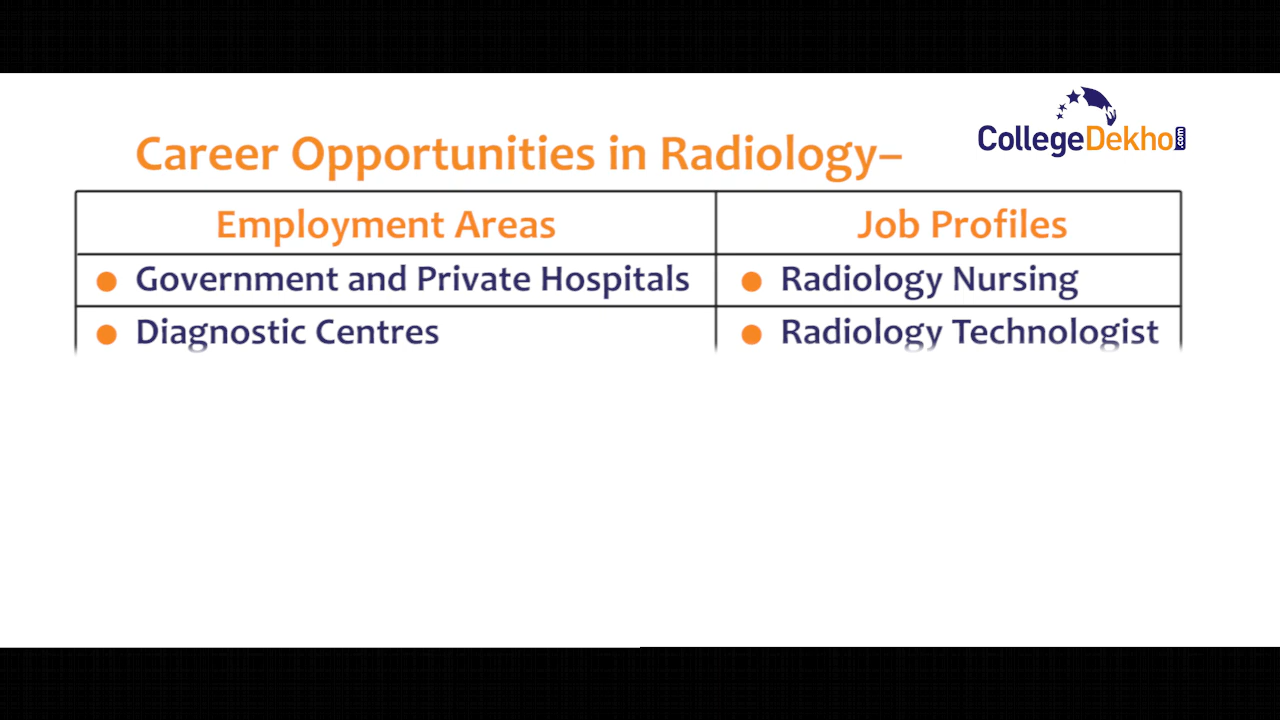 CollegeDekho.com
Career Opportunities in Radiology–
Employment Areas Job Profiles
Government and Private Hospitals Radiology Nursing
Diagnostic Centres Radiology Technologist